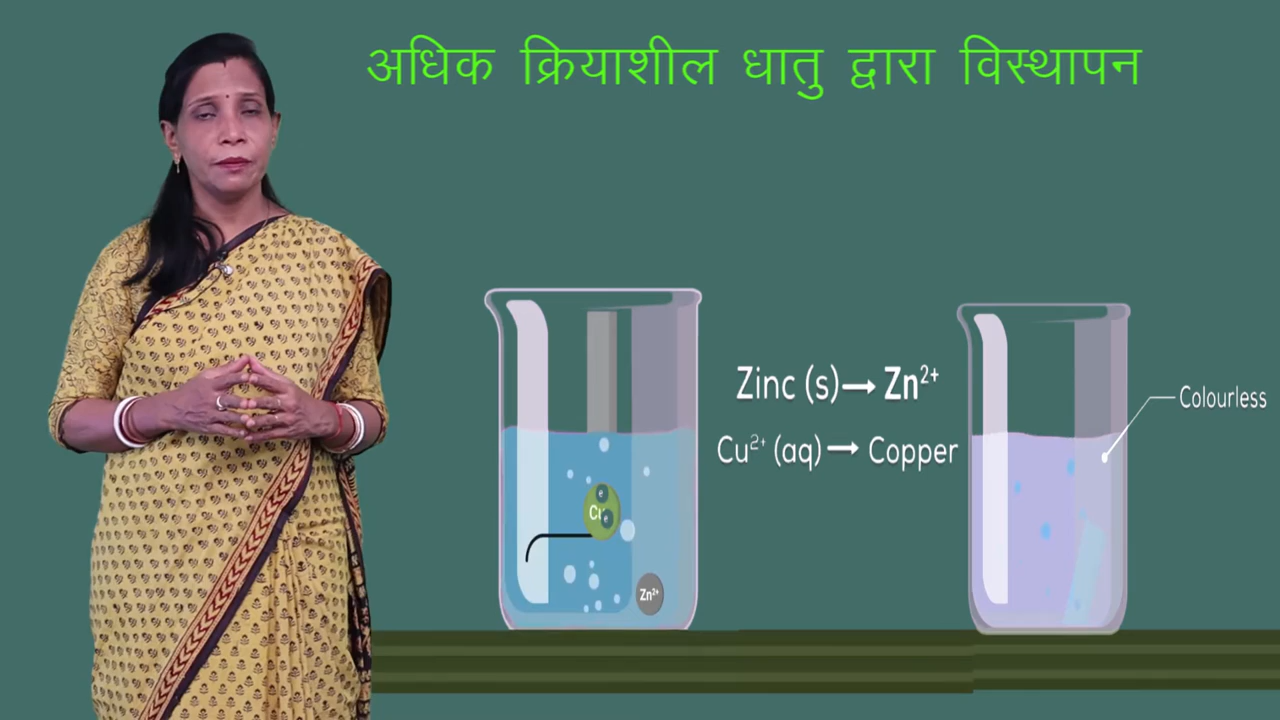 अधिक क्रियाशील धातु द्वारा विस्थापन
Zinc (s)→ Zn²⁺
Cu²⁺ (aq) → Copper
Colourless
e
e
Zn²⁺